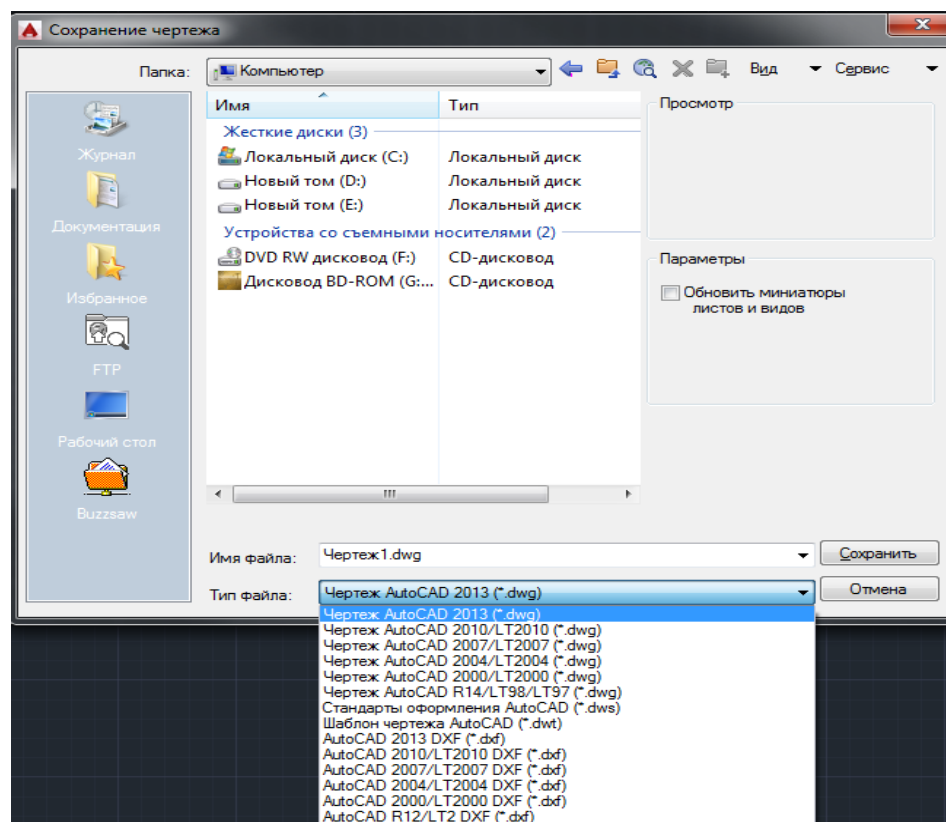 Сохранение чертежа
Папка: Компьютер Вид Сервис
Имя Тип Просмотр
Жесткие диски (3)
Журнал
Локальный диск (C:) Локальный диск
Новый том (D:) Локальный диск
Новый том (E:) Локальный диск
Документация
Устройства со съемными носителями (2)
DVD RW дисковод (F:) CD-дисковод
Дисковод BD-ROM (G:... CD-дисковод
Параметры
Обновить миниатюры
листов и видов
Избранное
FTP
Рабочий стол
Buzzsaw
Имя файла: Чертеж1.dwg Сохранить
Тип файла: Чертеж AutoCAD 2013 (*.dwg) Отмена
Чертеж AutoCAD 2013 (*.dwg)
Чертеж AutoCAD 2010/LT2010 (*.dwg)
Чертеж AutoCAD 2007/LT2007 (*.dwg)
Чертеж AutoCAD 2004/LT2004 (*.dwg)
Чертеж AutoCAD 2000/LT2000 (*.dwg)
Чертеж AutoCAD R14/LT98/LT97 (*.dwg)
Стандарты оформления AutoCAD (*.dws)
Шаблон чертежа AutoCAD (*.dwt)
AutoCAD 2013 DXF (*.dxf)
AutoCAD 2010/LT2010 DXF (*.dxf)
AutoCAD 2007/LT2007 DXF (*.dxf)
AutoCAD 2004/LT2004 DXF (*.dxf)
AutoCAD 2000/LT2000 DXF (*.dxf)
AutoCAD R12/LT2 DXF (*.dxf)